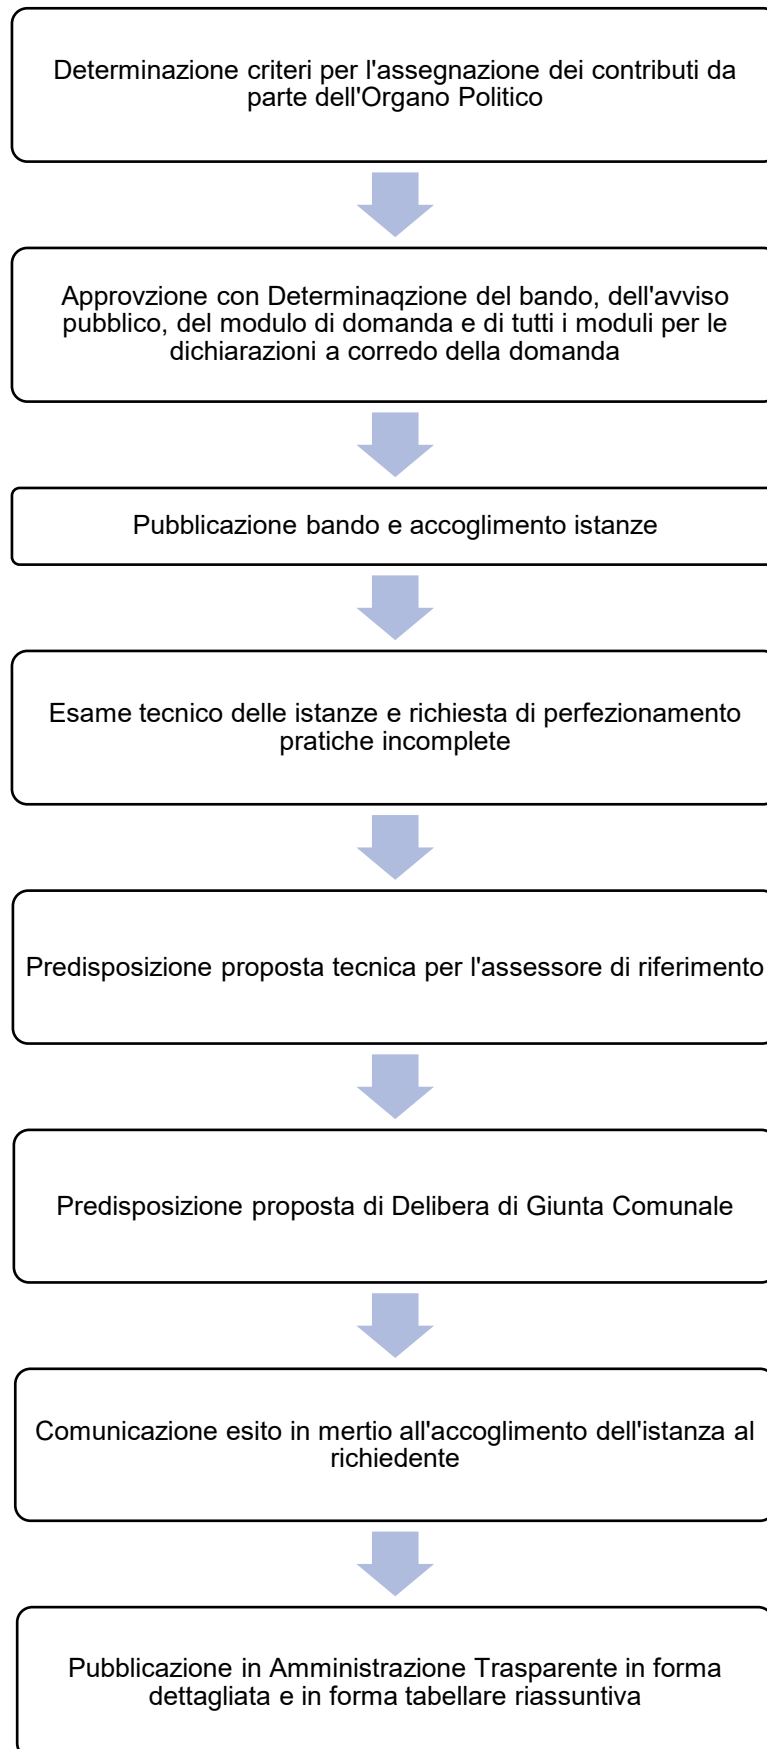 Determinazione criteri per l'assegnazione dei contributi da
parte dell'Organo Politico
Approvzione con Determinaqzione del bando, dell'avviso
pubblico, del modulo di domanda e di tutti i moduli per le
dichiarazioni a corredo della domanda
Pubblicazione bando e accoglimento istanze
Esame tecnico delle istanze e richiesta di perfezionamento
pratiche incomplete
Predisposizione proposta tecnica per l'assessore di riferimento
Predisposizione proposta di Delibera di Giunta Comunale
Comunicazione esito in mertio all'accoglimento dell'istanza al
richiedente
Pubblicazione in Amministrazione Trasparente in forma
dettagliata e in forma tabellare riassuntiva